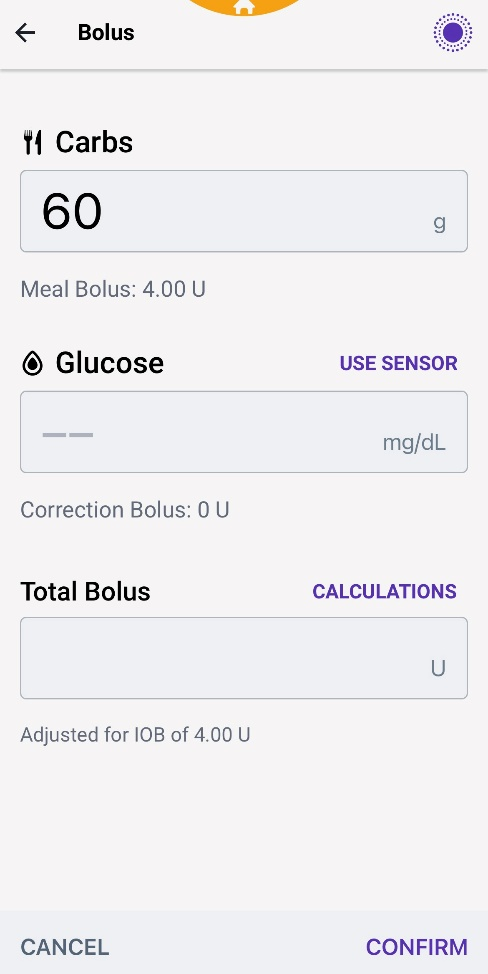 Bolus
Carbs
60 g
Meal Bolus: 4.00 U
Glucose USE SENSOR
-- mg/dL
Correction Bolus: 0 U
Total Bolus CALCULATIONS
U
Adjusted for IOB of 4.00 U
CANCEL CONFIRM